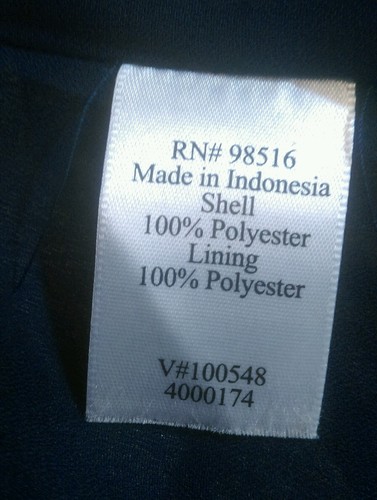 RN# 98516
Made in Indonesia
Shell
100% Polyester
Lining
100% Polyester
V#100548
4000174